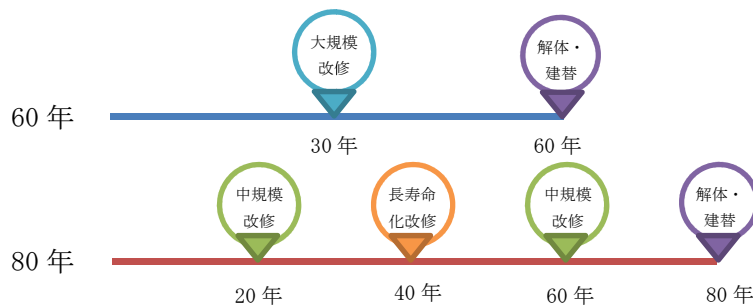 大規模
改修
解体・
建替
60 年
30 年
60 年
中規模
改修
長寿命
化改修
中規模
改修
解体・
建替
80 年
20 年
40 年
60 年
80 年